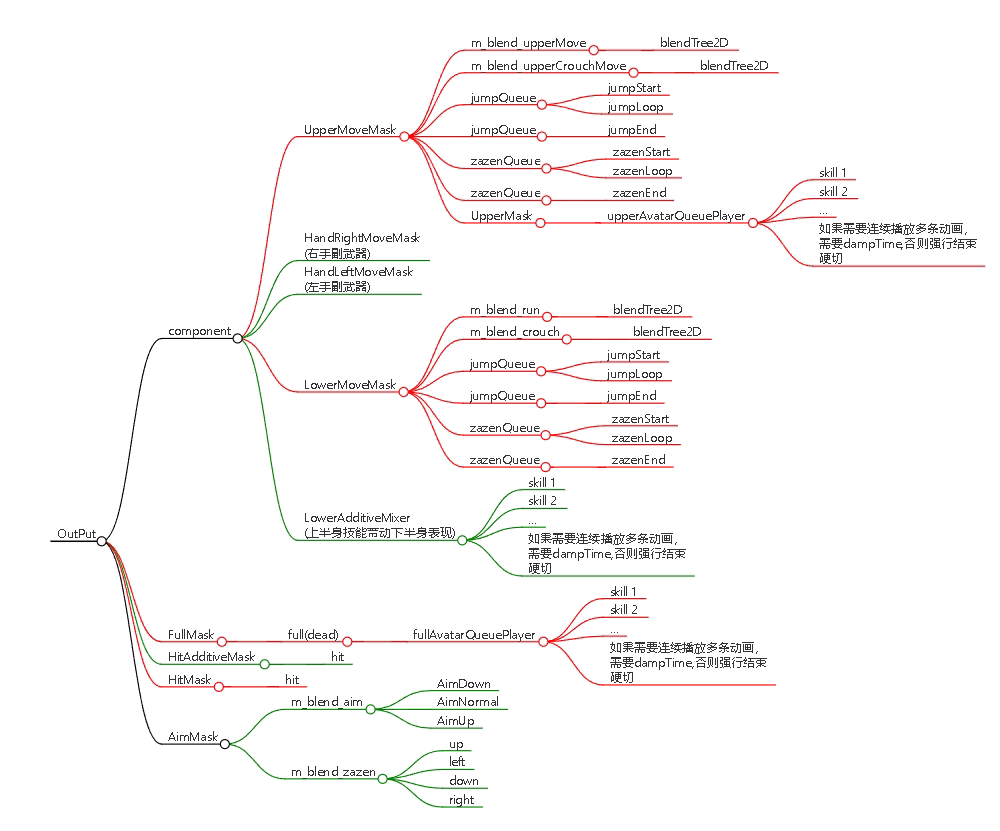 m_blend_upperMove
blendTree2D
m_blend_upperCrouchMove
blendTree2D
jumpQueue
jumpStart
jumpLoop
UpperMoveMask
jumpQueue
jumpEnd
zazenQueue
zazenStart
zazenLoop
zazenQueue
zazenEnd
UpperMask
upperAvatarQueuePlayer
skill 1
skill 2
...
如果需要连续播放多条动画,
需要dampTime,否则强行结束
硬切
HandRightMoveMask
(右手副武器)
HandLeftMoveMask
(左手副武器)
component
m_blend_run
blendTree2D
m_blend_crouch
blendTree2D
jumpQueue
jumpStart
jumpLoop
LowerMoveMask
jumpQueue
jumpEnd
zazenQueue
zazenStart
zazenLoop
zazenQueue
zazenEnd
LowerAdditiveMixer
(上半身技能带动下半身表现)
skill 1
skill 2
...
如果需要连续播放多条动画,
需要dampTime,否则强行结束
硬切
OutPut
FullMask
full(dead)
fullAvatarQueuePlayer
skill 1
skill 2
...
如果需要连续播放多条动画,
需要dampTime,否则强行结束
硬切
HitAdditiveMask
hit
HitMask
hit
AimMask
m_blend_aim
AimDown
AimNormal
AimUp
m_blend_zazen
up
left
down
right